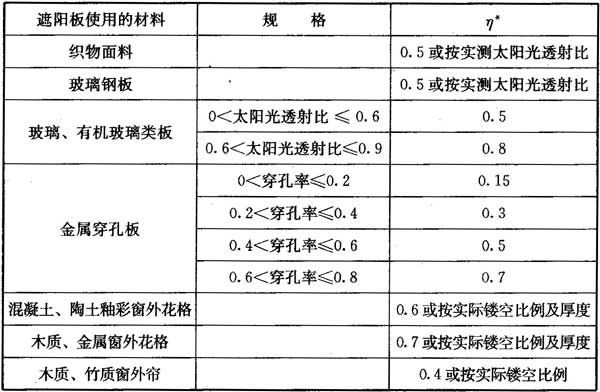 遮阳板使用的材料 规 格 η*
织物面料 0.5或按实测太阳光透射比
玻璃钢板 0.5或按实测太阳光透射比
玻璃、有机玻璃类板 0<太阳光透射比≤0.6 0.5
0.6<太阳光透射比≤0.9 0.8
金属穿孔板 0<穿孔率≤0.2 0.15
0.2<穿孔率≤0.4 0.3
0.4<穿孔率≤0.6 0.5
0.6<穿孔率≤0.8 0.7
混凝土、陶土釉彩窗外花格 0.6或按实际镂空比例及厚度
木质、金属窗外花格 0.7或按实际镂空比例及厚度
木质、竹质窗外帘 0.4或按实际镂空比例